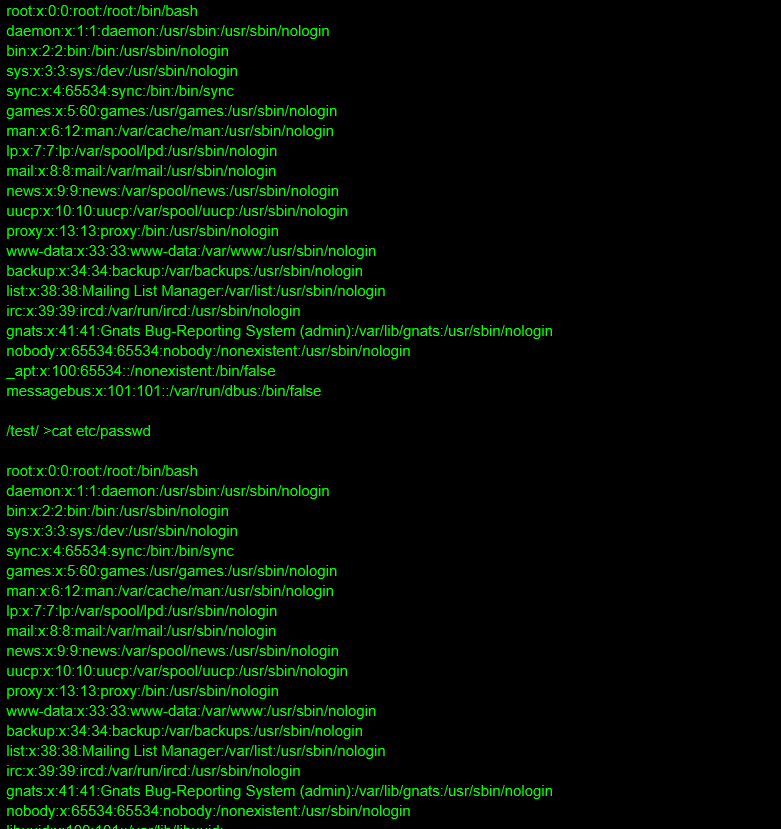 root:x:0:0:root:/root:/bin/bash
daemon:x:1:1:daemon:/usr/sbin:/usr/sbin/nologin
bin:x:2:2:bin:/bin:/usr/sbin/nologin
sys:x:3:3:sys:/dev:/usr/sbin/nologin
sync:x:4:65534:sync:/bin:/bin/sync
games:x:5:60:games:/usr/games:/usr/sbin/nologin
man:x:6:12:man:/var/cache/man:/usr/sbin/nologin
lp:x:7:7:lp:/var/spool/lpd:/usr/sbin/nologin
mail:x:8:8:mail:/var/mail:/usr/sbin/nologin
news:x:9:9:news:/var/spool/news:/usr/sbin/nologin
uucp:x:10:10:uucp:/var/spool/uucp:/usr/sbin/nologin
proxy:x:13:13:proxy:/bin:/usr/sbin/nologin
www-data:x:33:33:www-data:/var/www:/usr/sbin/nologin
backup:x:34:34:backup:/var/backups:/usr/sbin/nologin
list:x:38:38:Mailing List Manager:/var/list:/usr/sbin/nologin
irc:x:39:39:ircd:/var/run/ircd:/usr/sbin/nologin
gnats:x:41:41:Gnats Bug-Reporting System (admin):/var/lib/gnats:/usr/sbin/nologin
nobody:x:65534:65534:nobody:/nonexistent:/usr/sbin/nologin
_apt:x:100:65534::/nonexistent:/bin/false
messagebus:x:101:101::/var/run/dbus:/bin/false
/test/ >cat etc/passwd
root:x:0:0:root:/root:/bin/bash
daemon:x:1:1:daemon:/usr/sbin:/usr/sbin/nologin
bin:x:2:2:bin:/bin:/usr/sbin/nologin
sys:x:3:3:sys:/dev:/usr/sbin/nologin
sync:x:4:65534:sync:/bin:/bin/sync
games:x:5:60:games:/usr/games:/usr/sbin/nologin
man:x:6:12:man:/var/cache/man:/usr/sbin/nologin
lp:x:7:7:lp:/var/spool/lpd:/usr/sbin/nologin
mail:x:8:8:mail:/var/mail:/usr/sbin/nologin
news:x:9:9:news:/var/spool/news:/usr/sbin/nologin
uucp:x:10:10:uucp:/var/spool/uucp:/usr/sbin/nologin
proxy:x:13:13:proxy:/bin:/usr/sbin/nologin
www-data:x:33:33:www-data:/var/www:/usr/sbin/nologin
backup:x:34:34:backup:/var/backups:/usr/sbin/nologin
list:x:38:38:Mailing List Manager:/var/list:/usr/sbin/nologin
irc:x:39:39:ircd:/var/run/ircd:/usr/sbin/nologin
gnats:x:41:41:Gnats Bug-Reporting System (admin):/var/lib/gnats:/usr/sbin/nologin
nobody:x:65534:65534:nobody:/nonexistent:/usr/sbin/nologin